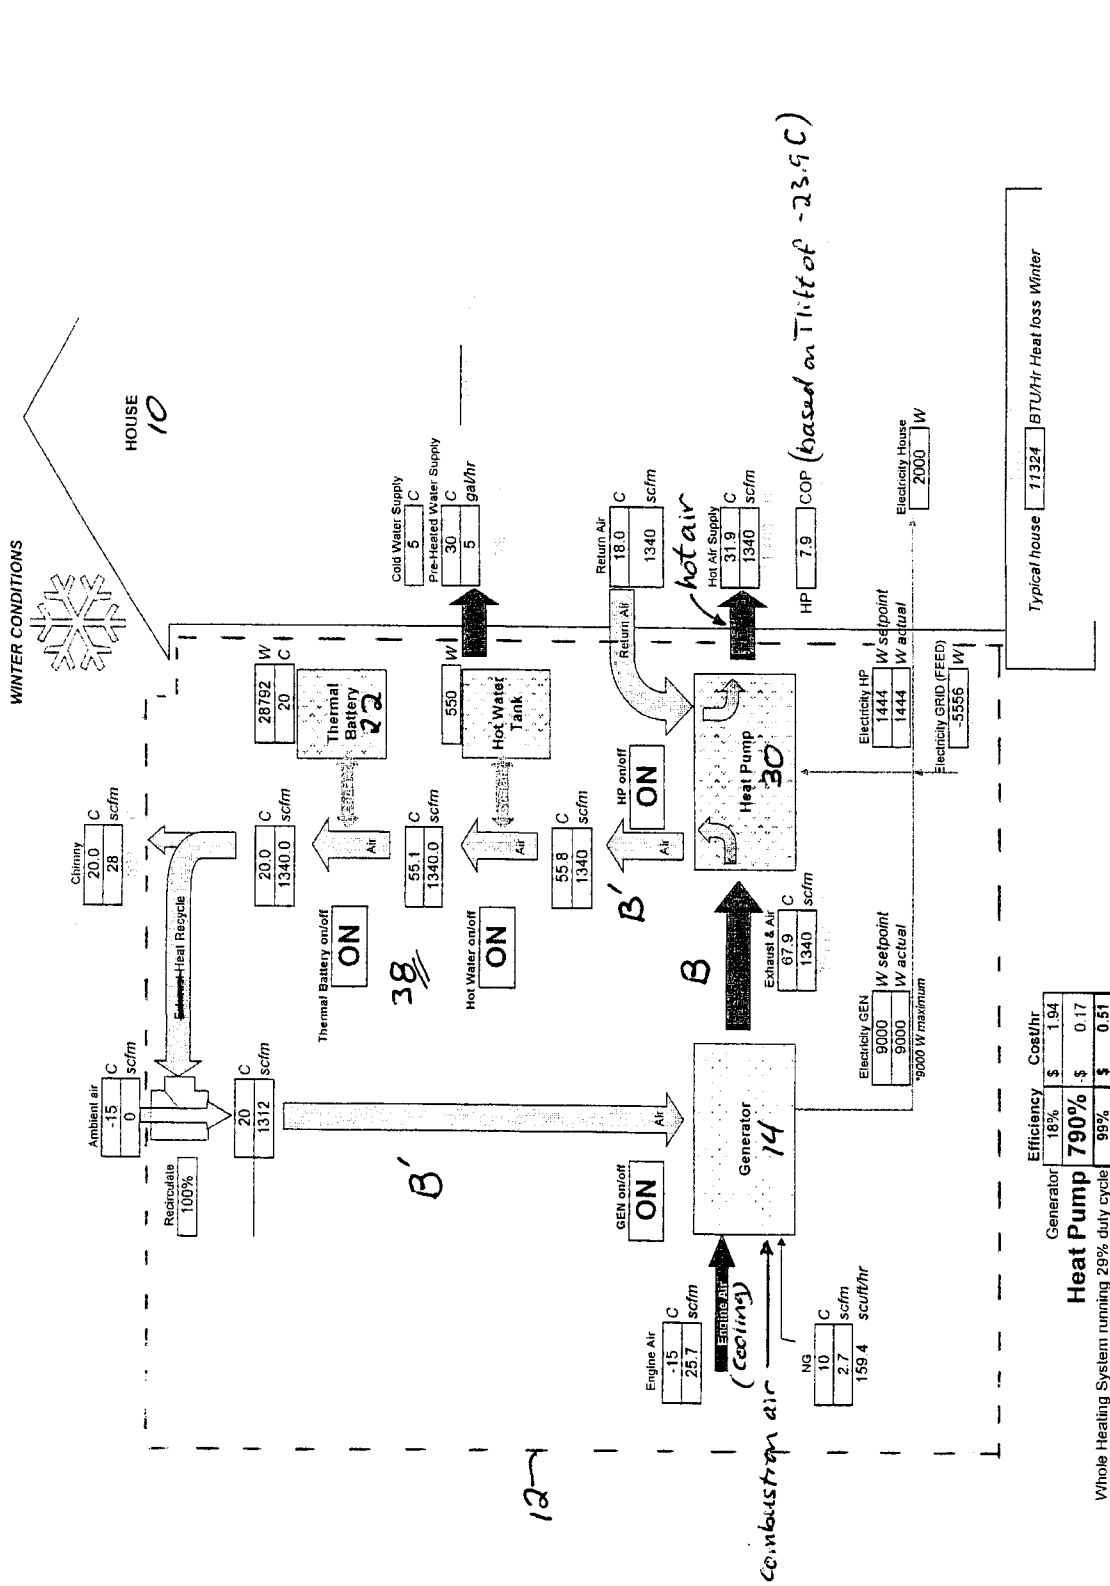 WINTER CONDITIONS
HOUSE
10
Ambient air
-15 C
0 scfm
Recirculate
100%
20 C
1312 scfm
Heat Recycle
Chimny
20.0 C
28 scfm
20.0 C
1340.0 scfm
28792 W
20 C
Thermal
Battery
22
Thermal Battery on/off
ON
Air
38
55.1 C
1340.0 scfm
550 W
Hot Water
Tank
Hot Water on/off
ON
Air
Cold Water Supply
5 C
Pre-Heated Water Supply
30 C
5 gal/hr
B'
B'
55.8 C
1340 scfm
Air
HP on/off
ON
Return Air
18.0 C
1340 scfm
Return Air
hot air
Hot Air Supply
31.9 C
1340 scfm
HP 7.9 COP (based on T lift of -23.9 C)
Heat Pump
30
B
Exhaust & Air
67.9 C
1340 scfm
Air
GEN on/off
ON
Generator
14
Engine Air
-15 C
25.7 scfm
Engine Air
(cooling)
combustion air
NG
10 C
2.7 scfm
159.4 scuft/hr
12
Electricity GEN
9000 W setpoint
9000 W actual
*9000 W maximum
Electricity HP
1444 W setpoint
1444 W actual
Electricity GRID (FEED)
-5556 W
Electricity House
2000 W
Typical house 11324 BTU/Hr Heat loss Winter
Efficiency Cost/hr
Generator 18% $ 1.94
Heat Pump 790% -$ 0.17
Whole Heating System running 29% duty cycle 99% $ 0.51